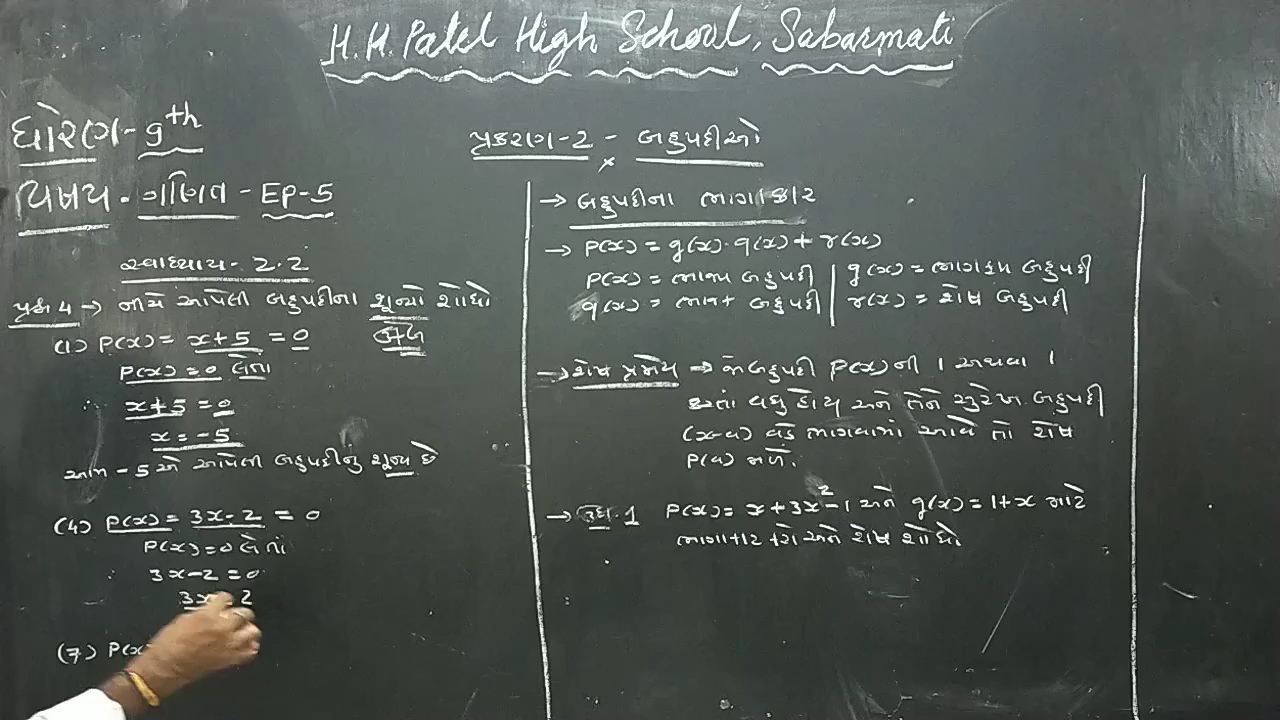 H.H.Patel High School, Sabarmati
ધોરણ - 9th
વિષય - ગણિત - EP-5
સ્વાધ્યાય - 2.2
પ્રશ્ન 4 → નીચે આપેલી બહુપદીના શૂન્યો શોધો
(1) P(x) = x+5 = 0
P(x)=0 લેતા
∴ x+5 = 0
x = -5
આમ -5 એ આપેલી બહુપદીનું શૂન્ય છે
(4) P(x) = 3x-2 = 0
P(x)=0 લેતાં
∴ 3x-2 = 0
3x = 2
(7) P(x)
પ્રકરણ-2 - બહુપદીઓ
→ બહુપદીના ભાગાકાર
→ P(x) = g(x)·q(x) + r(x)
P(x) = ભાજ્ય બહુપદી | g(x) = ભાજક બહુપદી
q(x) = ભાગફળ બહુપદી | r(x) = શેષ બહુપદી
→ શેષ પ્રમેય → જો બહુપદી P(x) ની 1 અથવા 1
કરતાં વધુ હોય અને તેને સુરેખ બહુપદી
(x-a) વડે ભાગવામાં આવે તો શેષ
P(a) મળે.
→ ઉદા. 1 P(x) = x+3x²-1 અને g(x) = 1+x માટે
ભાગાકાર કરો અને શેષ શોધો.